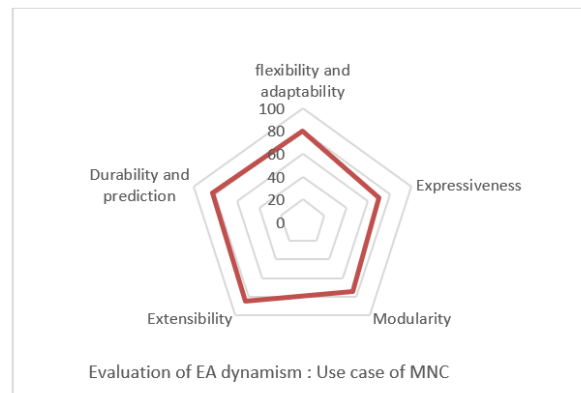 flexibility and
adaptability
100
80
60
40
20
0
Durability and
prediction
Expressiveness
Extensibility
Modularity
Evaluation of EA dynamism : Use case of MNC